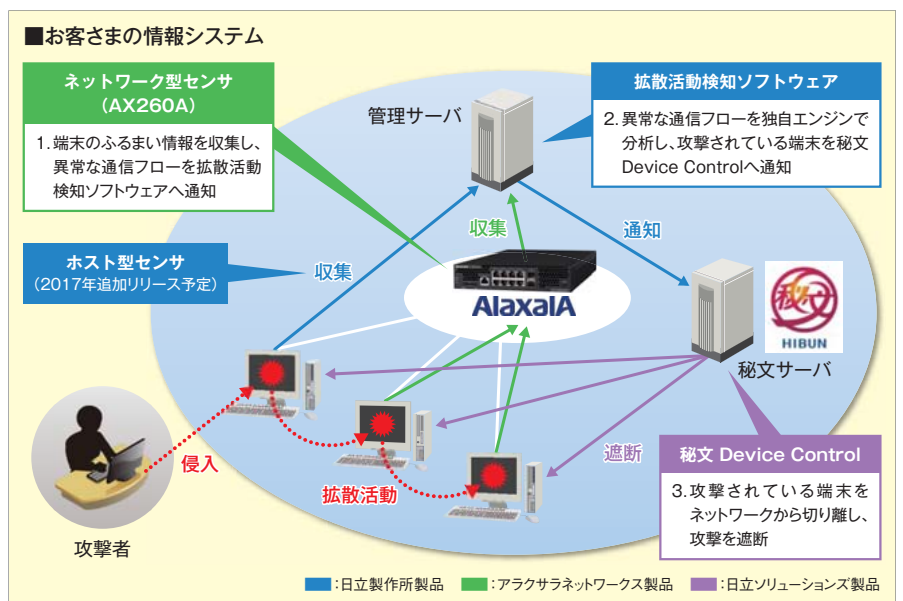 ■お客さまの情報システム
ネットワーク型センサ
（AX260A）
1. 端末のふるまい情報を収集し、
異常な通信フローを拡散活動
検知ソフトウェアへ通知
管理サーバ
拡散活動検知ソフトウェア
2. 異常な通信フローを独自エンジンで
分析し、攻撃されている端末を秘文
Device Controlへ通知
ホスト型センサ
（2017年追加リリース予定）
収集
収集
通知
AlaxalA
秘文
HIBUN
秘文サーバ
侵入
拡散活動
遮断
攻撃者
秘文 Device Control
3. 攻撃されている端末を
ネットワークから切り離し、
攻撃を遮断
■：日立製作所製品 ■：アラクサラネットワークス製品 ■：日立ソリューションズ製品